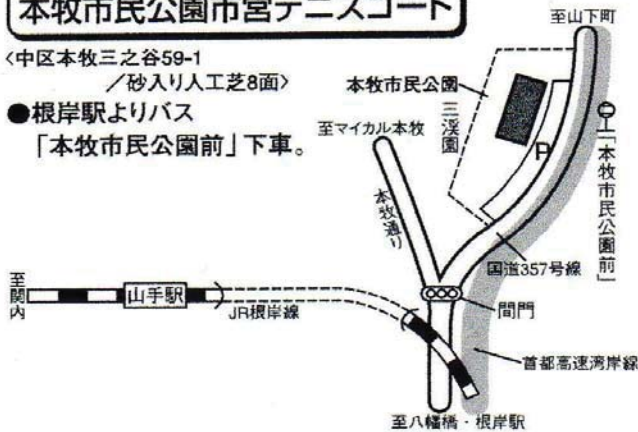 本牧市民公園市営テニスコート
〈中区本牧三之谷59-1
／砂入り人工芝8面〉
●根岸駅よりバス
「本牧市民公園前」下車。
至山下町
本牧市民公園
三渓園
至マイカル本牧
P
「本牧市民公園前」
本牧通り
国道357号線
至関内
山手駅
JR根岸線
間門
首都高速湾岸線
至八幡橋・根岸駅